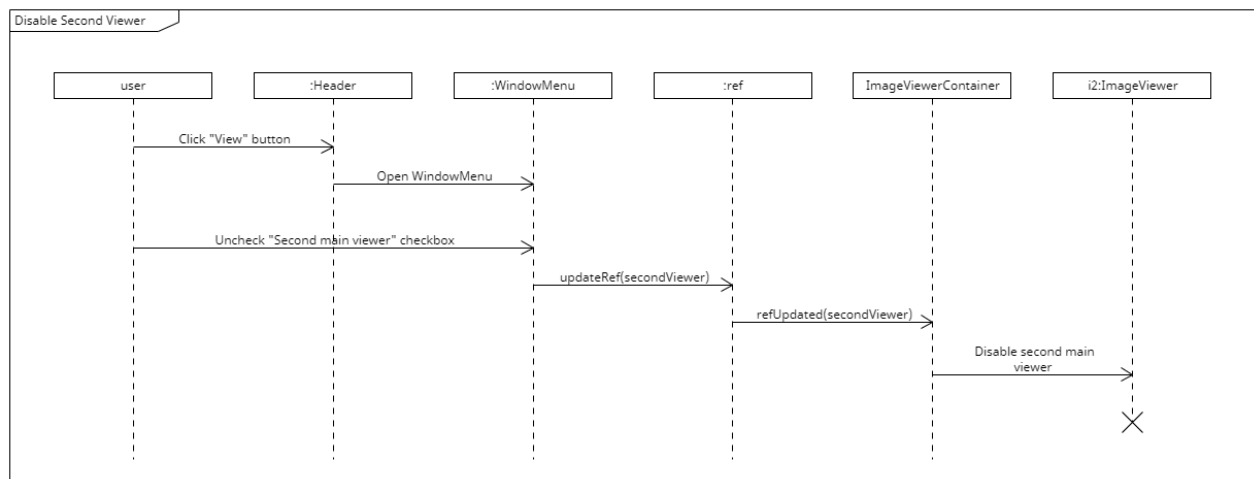 Disable Second Viewer
user
:Header
:WindowMenu
:ref
ImageViewerContainer
i2:ImageViewer
Click "View" button
Open WindowMenu
Uncheck "Second main viewer" checkbox
updateRef(secondViewer)
refUpdated(secondViewer)
Disable second main
viewer